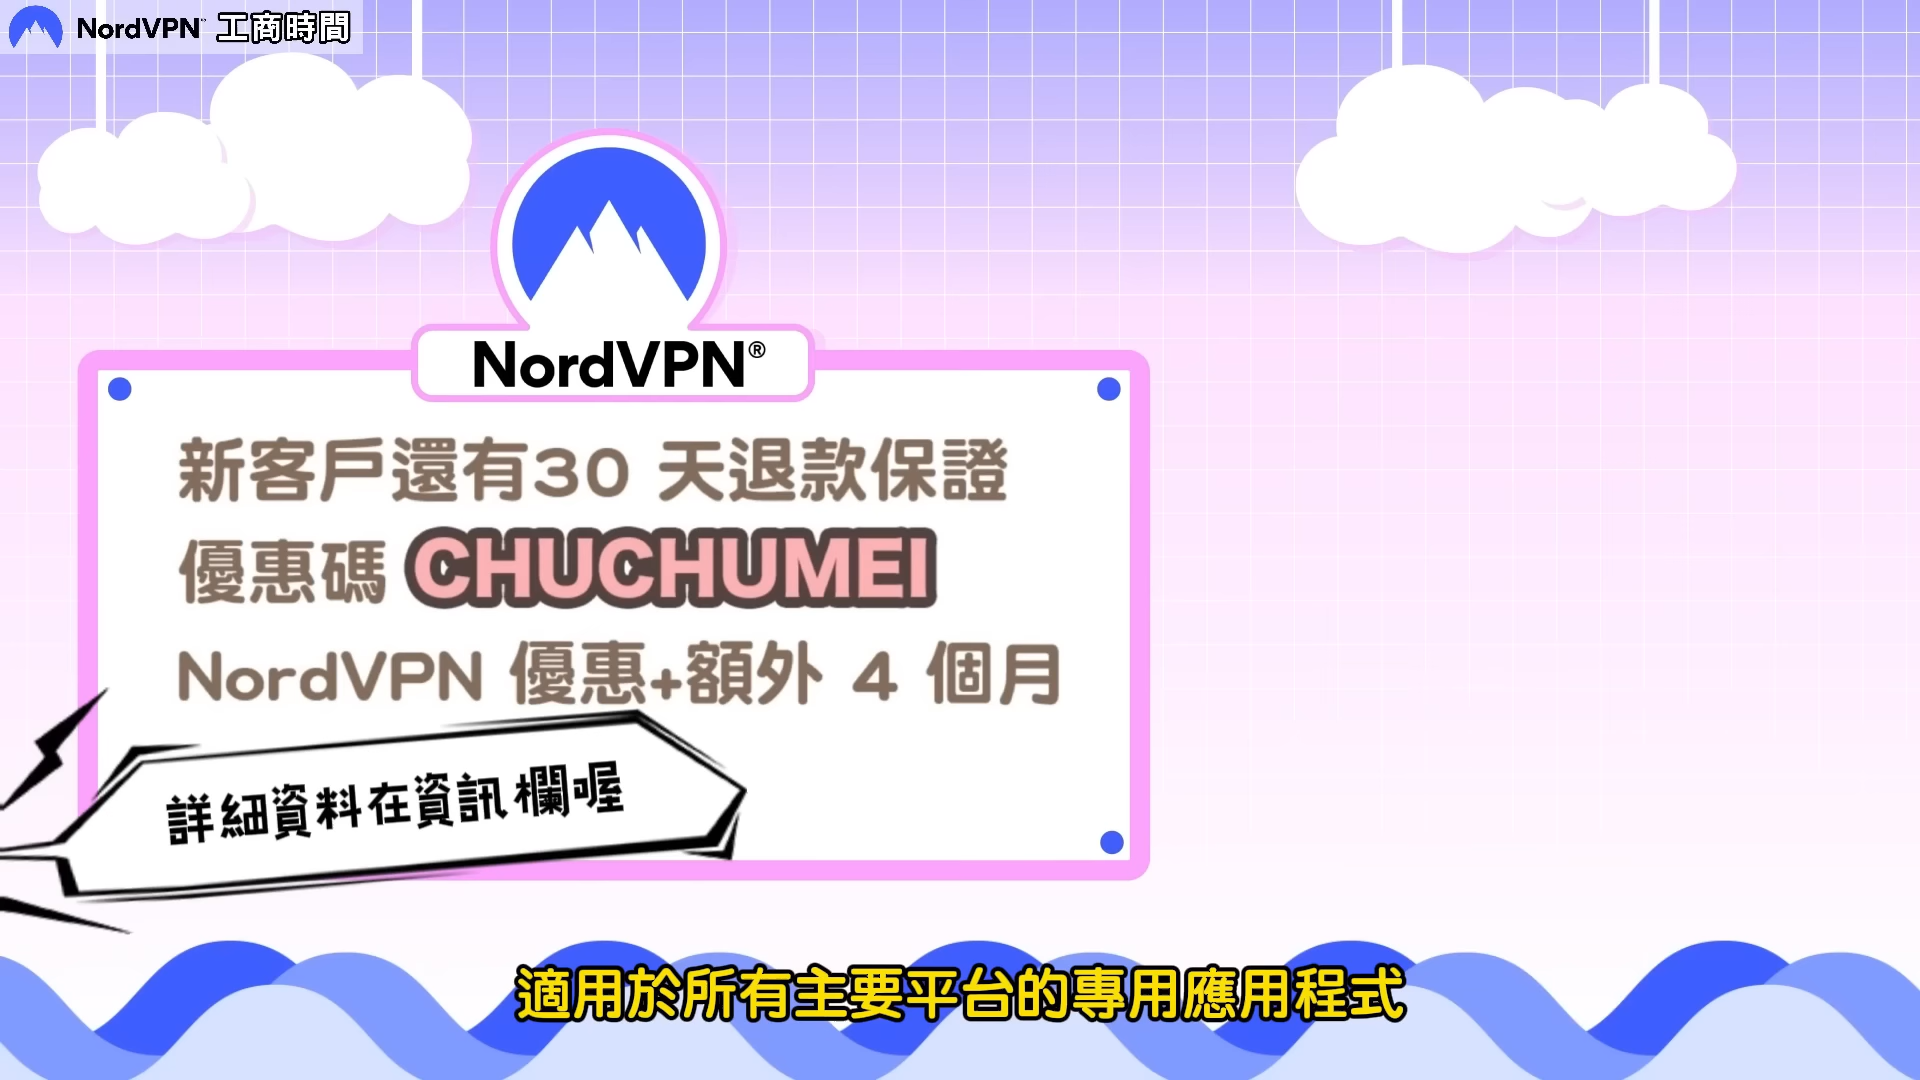 NordVPN 工商時間
NordVPN®
新客戶還有30 天退款保證
優惠碼 CHUCHUMEI
NordVPN 優惠+額外 4 個月
詳細資料在資訊欄喔
適用於所有主要平台的專用應用程式